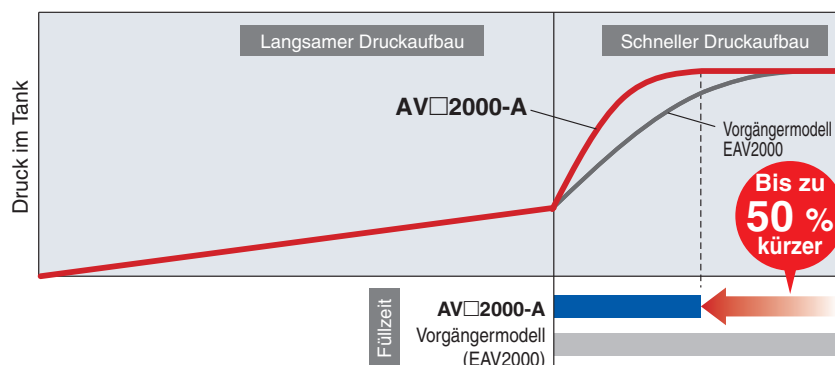 Langsamer Druckaufbau
Schneller Druckaufbau
Druck im Tank
AV□2000-A
Vorgängermodell
EAV2000
Bis zu
50 %
kürzer
Füllzeit
AV□2000-A
Vorgängermodell
(EAV2000)